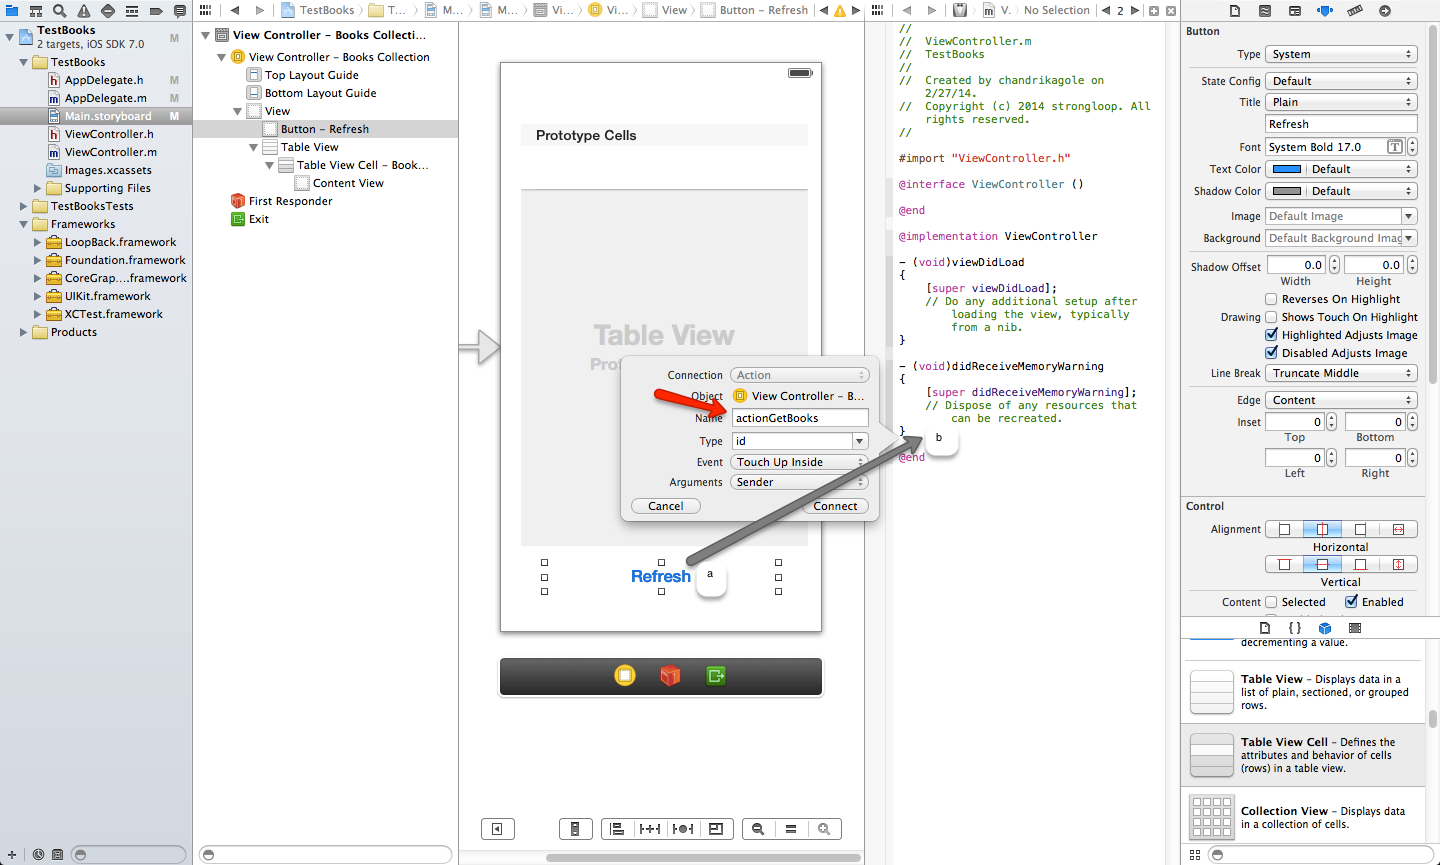 TestBooks
T...
M...
M...
Vi...
Vi...
View
Button – Refresh
V.
No Selection
2
TestBooks
2 targets, iOS SDK 7.0
M
TestBooks
AppDelegate.h
M
AppDelegate.m
M
Main.storyboard
M
ViewController.h
ViewController.m
Images.xcassets
Supporting Files
TestBooksTests
Frameworks
LoopBack.framework
Foundation.framework
CoreGrap....framework
UIKit.framework
XCTest.framework
Products
View Controller – Books Collecti...
View Controller – Books Collection
Top Layout Guide
Bottom Layout Guide
View
Button – Refresh
Table View
Table View Cell – Book...
Content View
First Responder
Exit
Prototype Cells
Table View
Connection
Action
Object
View Controller – B...
Name
actionGetBooks
Type
id
Event
Touch Up Inside
Arguments
Sender
Cancel
Connect
Refresh
a
b
//
//  ViewController.m
//  TestBooks
//
//  Created by chandrikagole on
2/27/14.
//  Copyright (c) 2014 strongloop. All
rights reserved.
//
#import "ViewController.h"
@interface ViewController ()
@end
@implementation ViewController
- (void)viewDidLoad
{
[super viewDidLoad];
// Do any additional setup after
loading the view, typically
from a nib.
}
- (void)didReceiveMemoryWarning
{
[super didReceiveMemoryWarning];
// Dispose of any resources that
can be recreated.
}
@end
Button
Type
System
State Config
Default
Title
Plain
Refresh
Font
System Bold 17.0
T
Text Color
Default
Shadow Color
Default
Image
Default Image
Background
Default Background Imag
Shadow Offset
0.0
0.0
Width
Height
Reverses On Highlight
Drawing
Shows Touch On Highlight
Highlighted Adjusts Image
Disabled Adjusts Image
Line Break
Truncate Middle
Edge
Content
Inset
0
0
Top
Bottom
0
0
Left
Right
Control
Alignment
Horizontal
Vertical
Content
Selected
Enabled
{ }
decrementing a value.
Table View – Displays data in a
list of plain, sectioned, or grouped
rows.
Table View Cell – Defines the
attributes and behavior of cells
(rows) in a table view.
Collection View – Displays data
in a collection of cells.